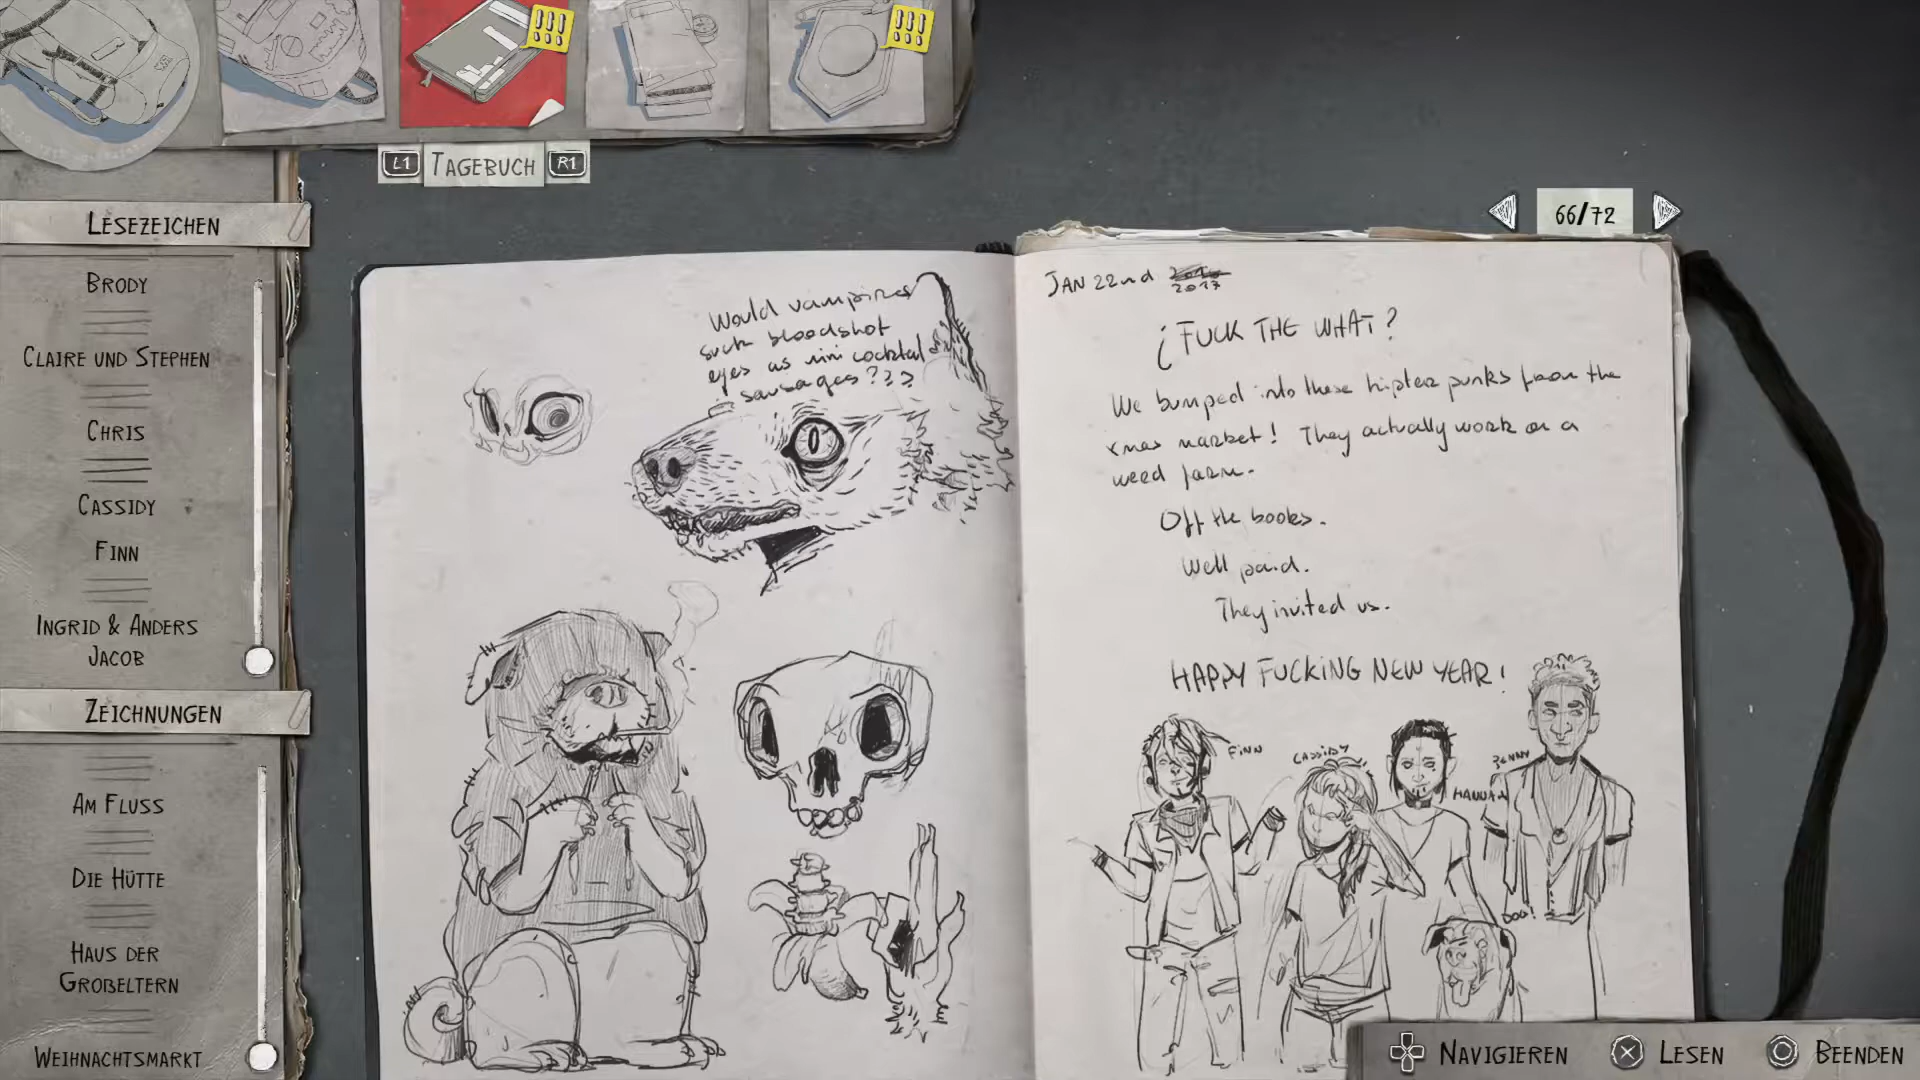 L1 TAGEBUCH R1
LESEZEICHEN
BRODY
CLAIRE UND STEPHEN
CHRIS
CASSIDY
FINN
INGRID & ANDERS
JACOB
ZEICHNUNGEN
AM FLUSS
DIE HÜTTE
HAUS DER
GROßELTERN
WEIHNACHTSMARKT
66/72
Would vampires
suck bloodshot
eyes as mini cocktail
sausages???
JAN 22nd 2016
2017
¿FUCK THE WHAT?
We bumped into these hipster punks from the
xmas market! They actually work on a
weed farm.
Off the books.
Well paid.
They invited us.
HAPPY FUCKING NEW YEAR!
FINN
CASSIDY
HANNAH
PENNY
DOG!
NAVIGIEREN LESEN BEENDEN